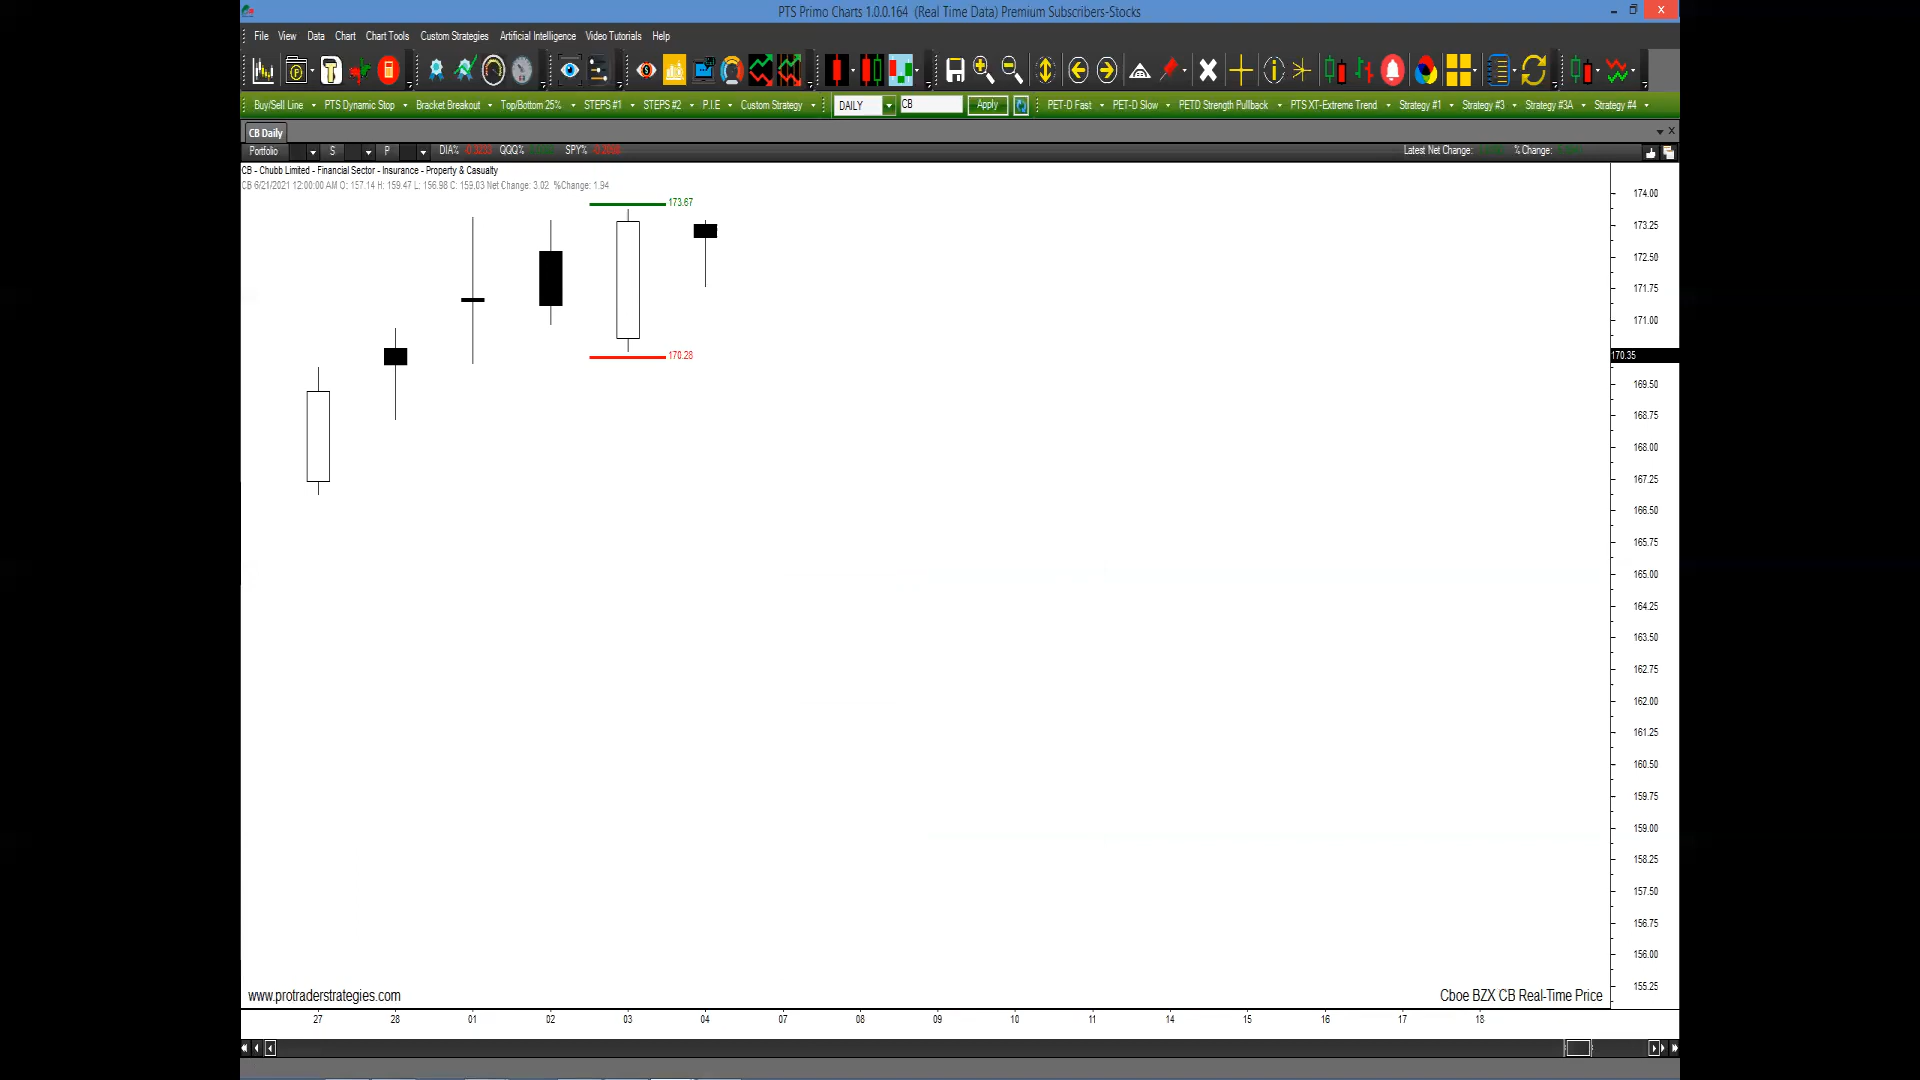 PTS Primo Charts 1.0.0.164 (Real Time Data) Premium Subscribers-Stocks
File View Data Chart Chart Tools Custom Strategies Artificial Intelligence Video Tutorials Help
Buy/Sell Line PTS Dynamic Stop Bracket Breakout Top/Bottom 25% STEPS #1 STEPS #2 P.I.E Custom Strategy DAILY CB Apply PET-D Fast PET-D Slow PETD Strength Pullback PTS XT-Extreme Trend Strategy #1 Strategy #3 Strategy #3A Strategy #4
CB Daily
Portfolio S P DIA% QQQ% SPY% Latest Net Change: % Change:
CB - Chubb Limited - Financial Sector - Insurance - Property & Casualty
CB 6/21/2021 12:00:00 AM O: 157.14 H: 159.47 L: 156.98 C: 159.03 Net Change: 3.02 %Change: 1.94
173.67
170.28
174.00
173.25
172.50
171.75
171.00
170.35
169.50
168.75
168.00
167.25
166.50
165.75
165.00
164.25
163.50
162.75
162.00
161.25
160.50
159.75
159.00
158.25
157.50
156.75
156.00
155.25
www.protraderstrategies.com
Cboe BZX CB Real-Time Price
27 28 01 02 03 04 07 08 09 10 11 14 15 16 17 18